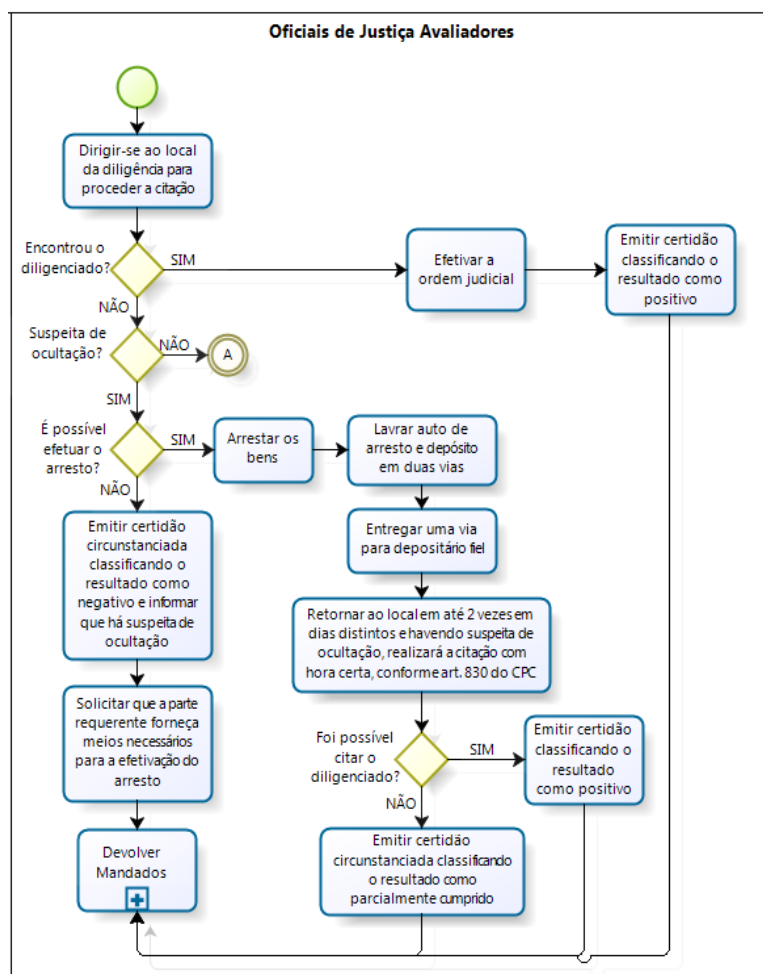 Oficiais de Justiça Avaliadores
Dirigir-se ao local
da diligência para
proceder a citação
Encontrou o
diligenciado?
SIM
Efetivar a
ordem judicial
Emitir certidão
classificando o
resultado como
positivo
NÃO
Suspeita de
ocultação?
NÃO
A
SIM
É possível
efetuar o
arresto?
SIM
Arrestar os
bens
Lavrar auto de
arresto e depósito
em duas vias
NÃO
Emitir certidão
circunstanciada
classificando o
resultado como
negativo e informar
que há suspeita de
ocultação
Entregar uma via
para depositário fiel
Retornar ao local em até 2 vezes em
dias distintos e havendo suspeita de
ocultação, realizará a citação com
hora certa, conforme art. 830 do CPC
Solicitar que a parte
requerente forneça
meios necessários
para a efetivação do
arresto
Foi possível
citar o
diligenciado?
SIM
Emitir certidão
classificando o
resultado
como positivo
NÃO
Emitir certidão
circunstanciada classificando
o resultado como
parcialmente cumprido
Devolver
Mandados